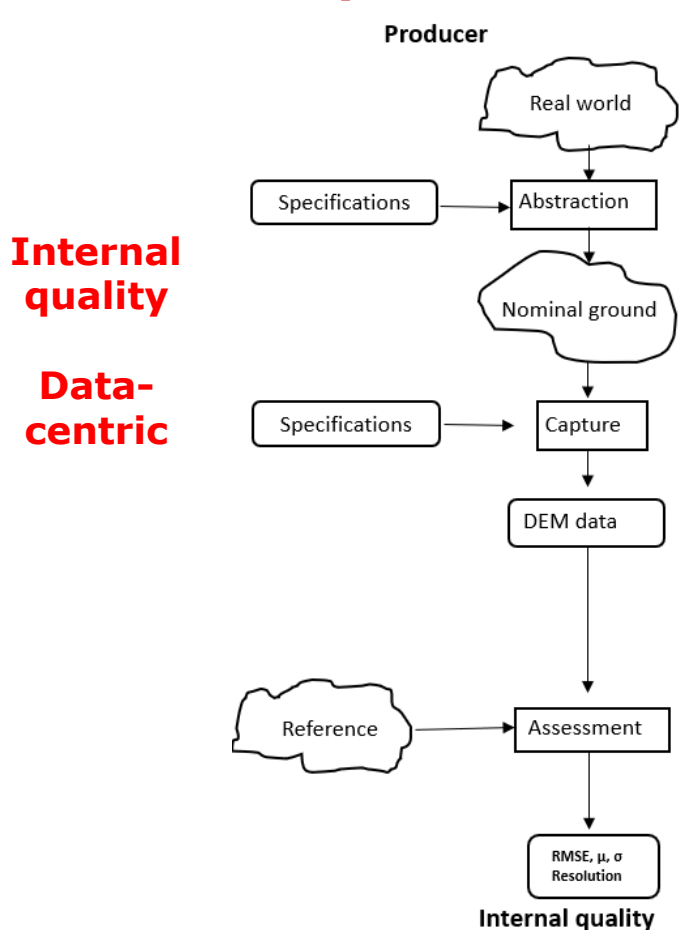 Producer
Real world
Specifications
Abstraction
Internal
quality
Nominal ground
Data-
centric
Specifications
Capture
DEM data
Reference
Assessment
RMSE, μ, σ
Resolution
Internal quality